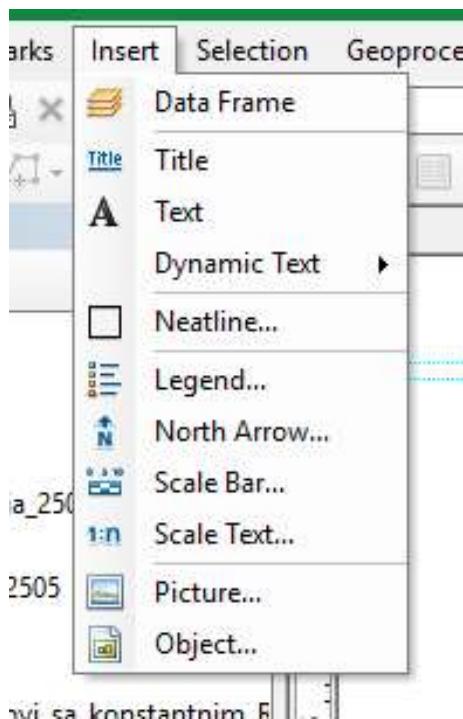 arks Insert Selection Geoproce
Data Frame
Title Title
A Text
Dynamic Text
Neatline...
Legend...
N North Arrow...
Scale Bar...
1:n Scale Text...
a_250
2505 Picture...
Object...
ovi_sa_konstantnim_